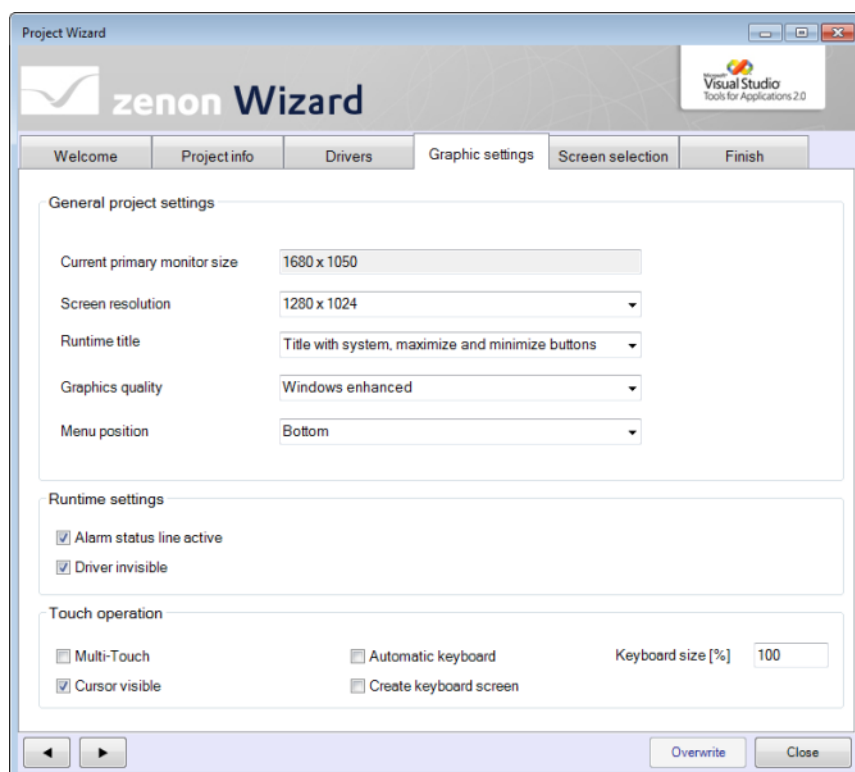 Project Wizard
zenon Wizard
Microsoft
Visual Studio
Tools for Applications 2.0
Welcome Project info Drivers Graphic settings Screen selection Finish
General project settings
Current primary monitor size 1680 x 1050
Screen resolution 1280 x 1024
Runtime title Title with system, maximize and minimize buttons
Graphics quality Windows enhanced
Menu position Bottom
Runtime settings
Alarm status line active
Driver invisible
Touch operation
Multi-Touch Automatic keyboard Keyboard size [%] 100
Cursor visible Create keyboard screen
Overwrite Close